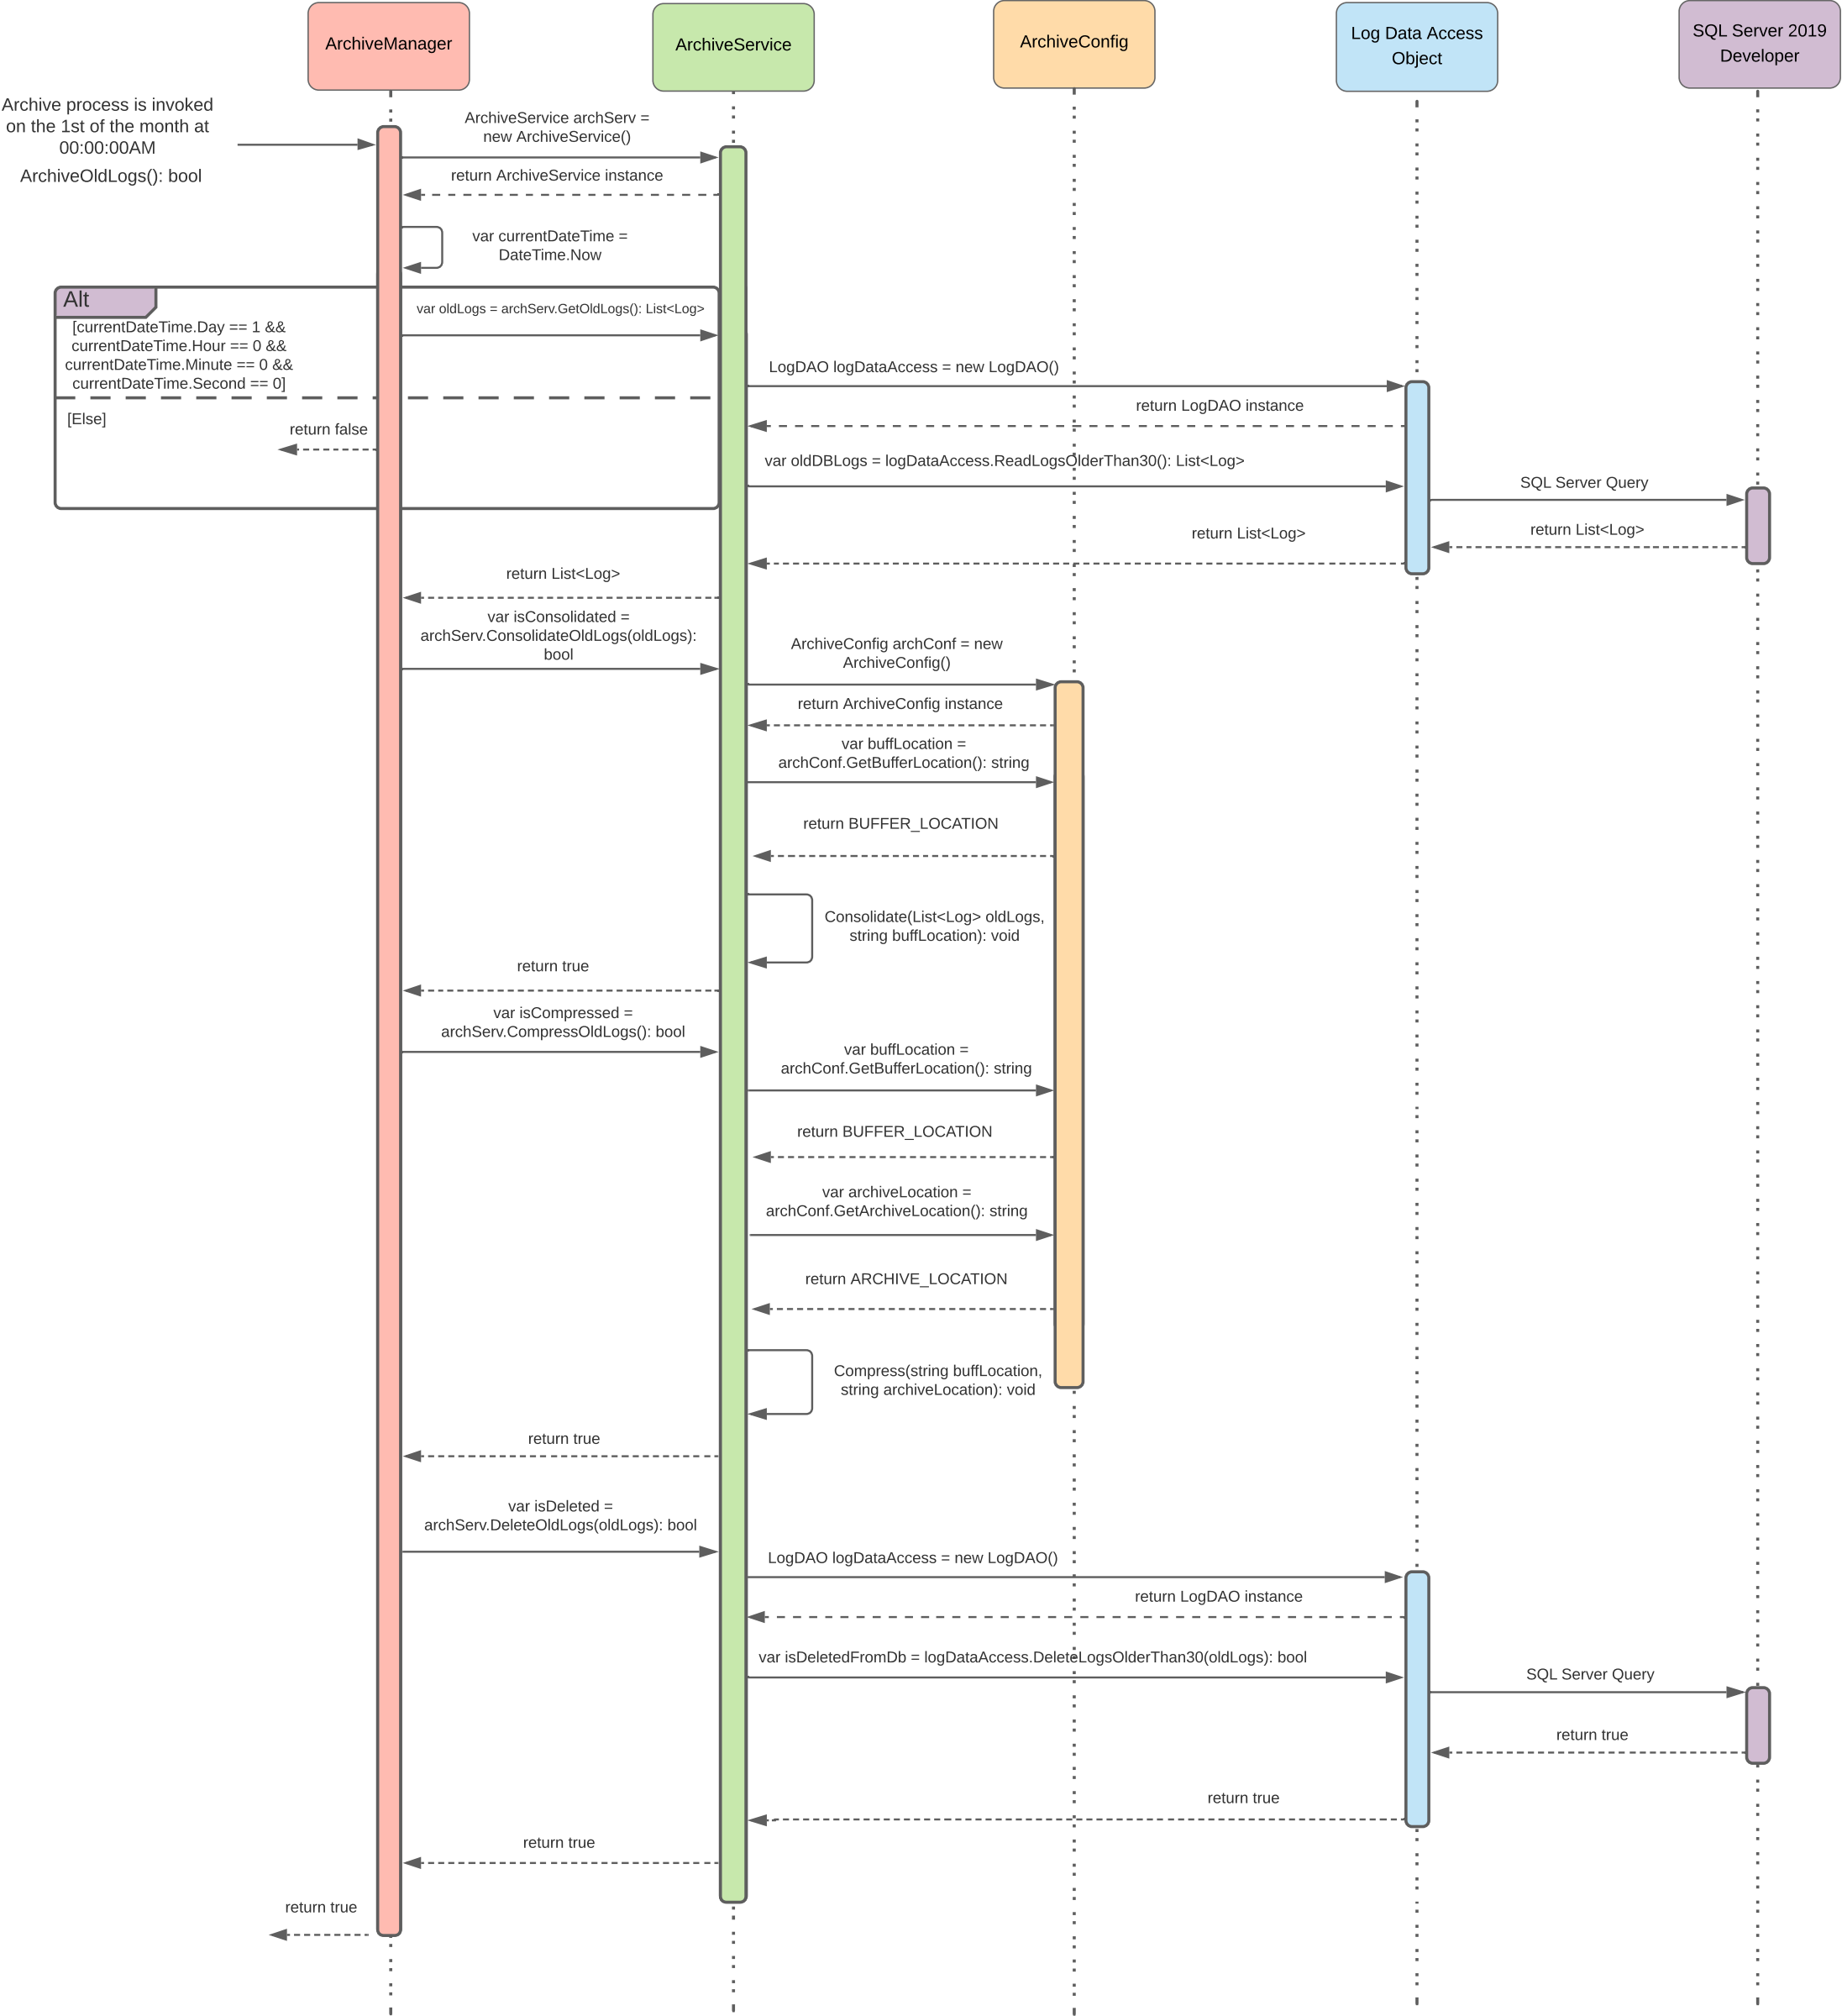 ArchiveManager
ArchiveService
ArchiveConfig
Log Data Access
Object
SQL Server 2019
Developer
Archive process is invoked
on the 1st of the month at
00:00:00AM
ArchiveOldLogs(): bool
ArchiveService archServ =
new ArchiveService()
return ArchiveService instance
var currentDateTime =
DateTime.Now
Alt
[currentDateTime.Day == 1 &&
currentDateTime.Hour == 0 &&
currentDateTime.Minute == 0 &&
currentDateTime.Second == 0]
var oldLogs = archServ.GetOldLogs(): List<Log>
LogDAO logDataAccess = new LogDAO()
return LogDAO instance
[Else]
return false
var oldDBLogs = logDataAccess.ReadLogsOlderThan30(): List<Log>
SQL Server Query
return List<Log>
return List<Log>
return List<Log>
var isConsolidated =
archServ.ConsolidateOldLogs(oldLogs):
bool
ArchiveConfig archConf = new
ArchiveConfig()
return ArchiveConfig instance
var buffLocation =
archConf.GetBufferLocation(): string
return BUFFER_LOCATION
Consolidate(List<Log> oldLogs,
string buffLocation): void
return true
var isCompressed =
archServ.CompressOldLogs(): bool
var buffLocation =
archConf.GetBufferLocation(): string
return BUFFER_LOCATION
var archiveLocation =
archConf.GetArchiveLocation(): string
return ARCHIVE_LOCATION
Compress(string buffLocation,
string archiveLocation): void
return true
var isDeleted =
archServ.DeleteOldLogs(oldLogs): bool
LogDAO logDataAccess = new LogDAO()
return LogDAO instance
var isDeletedFromDb = logDataAccess.DeleteLogsOlderThan30(oldLogs): bool
SQL Server Query
return true
return true
return true
return true